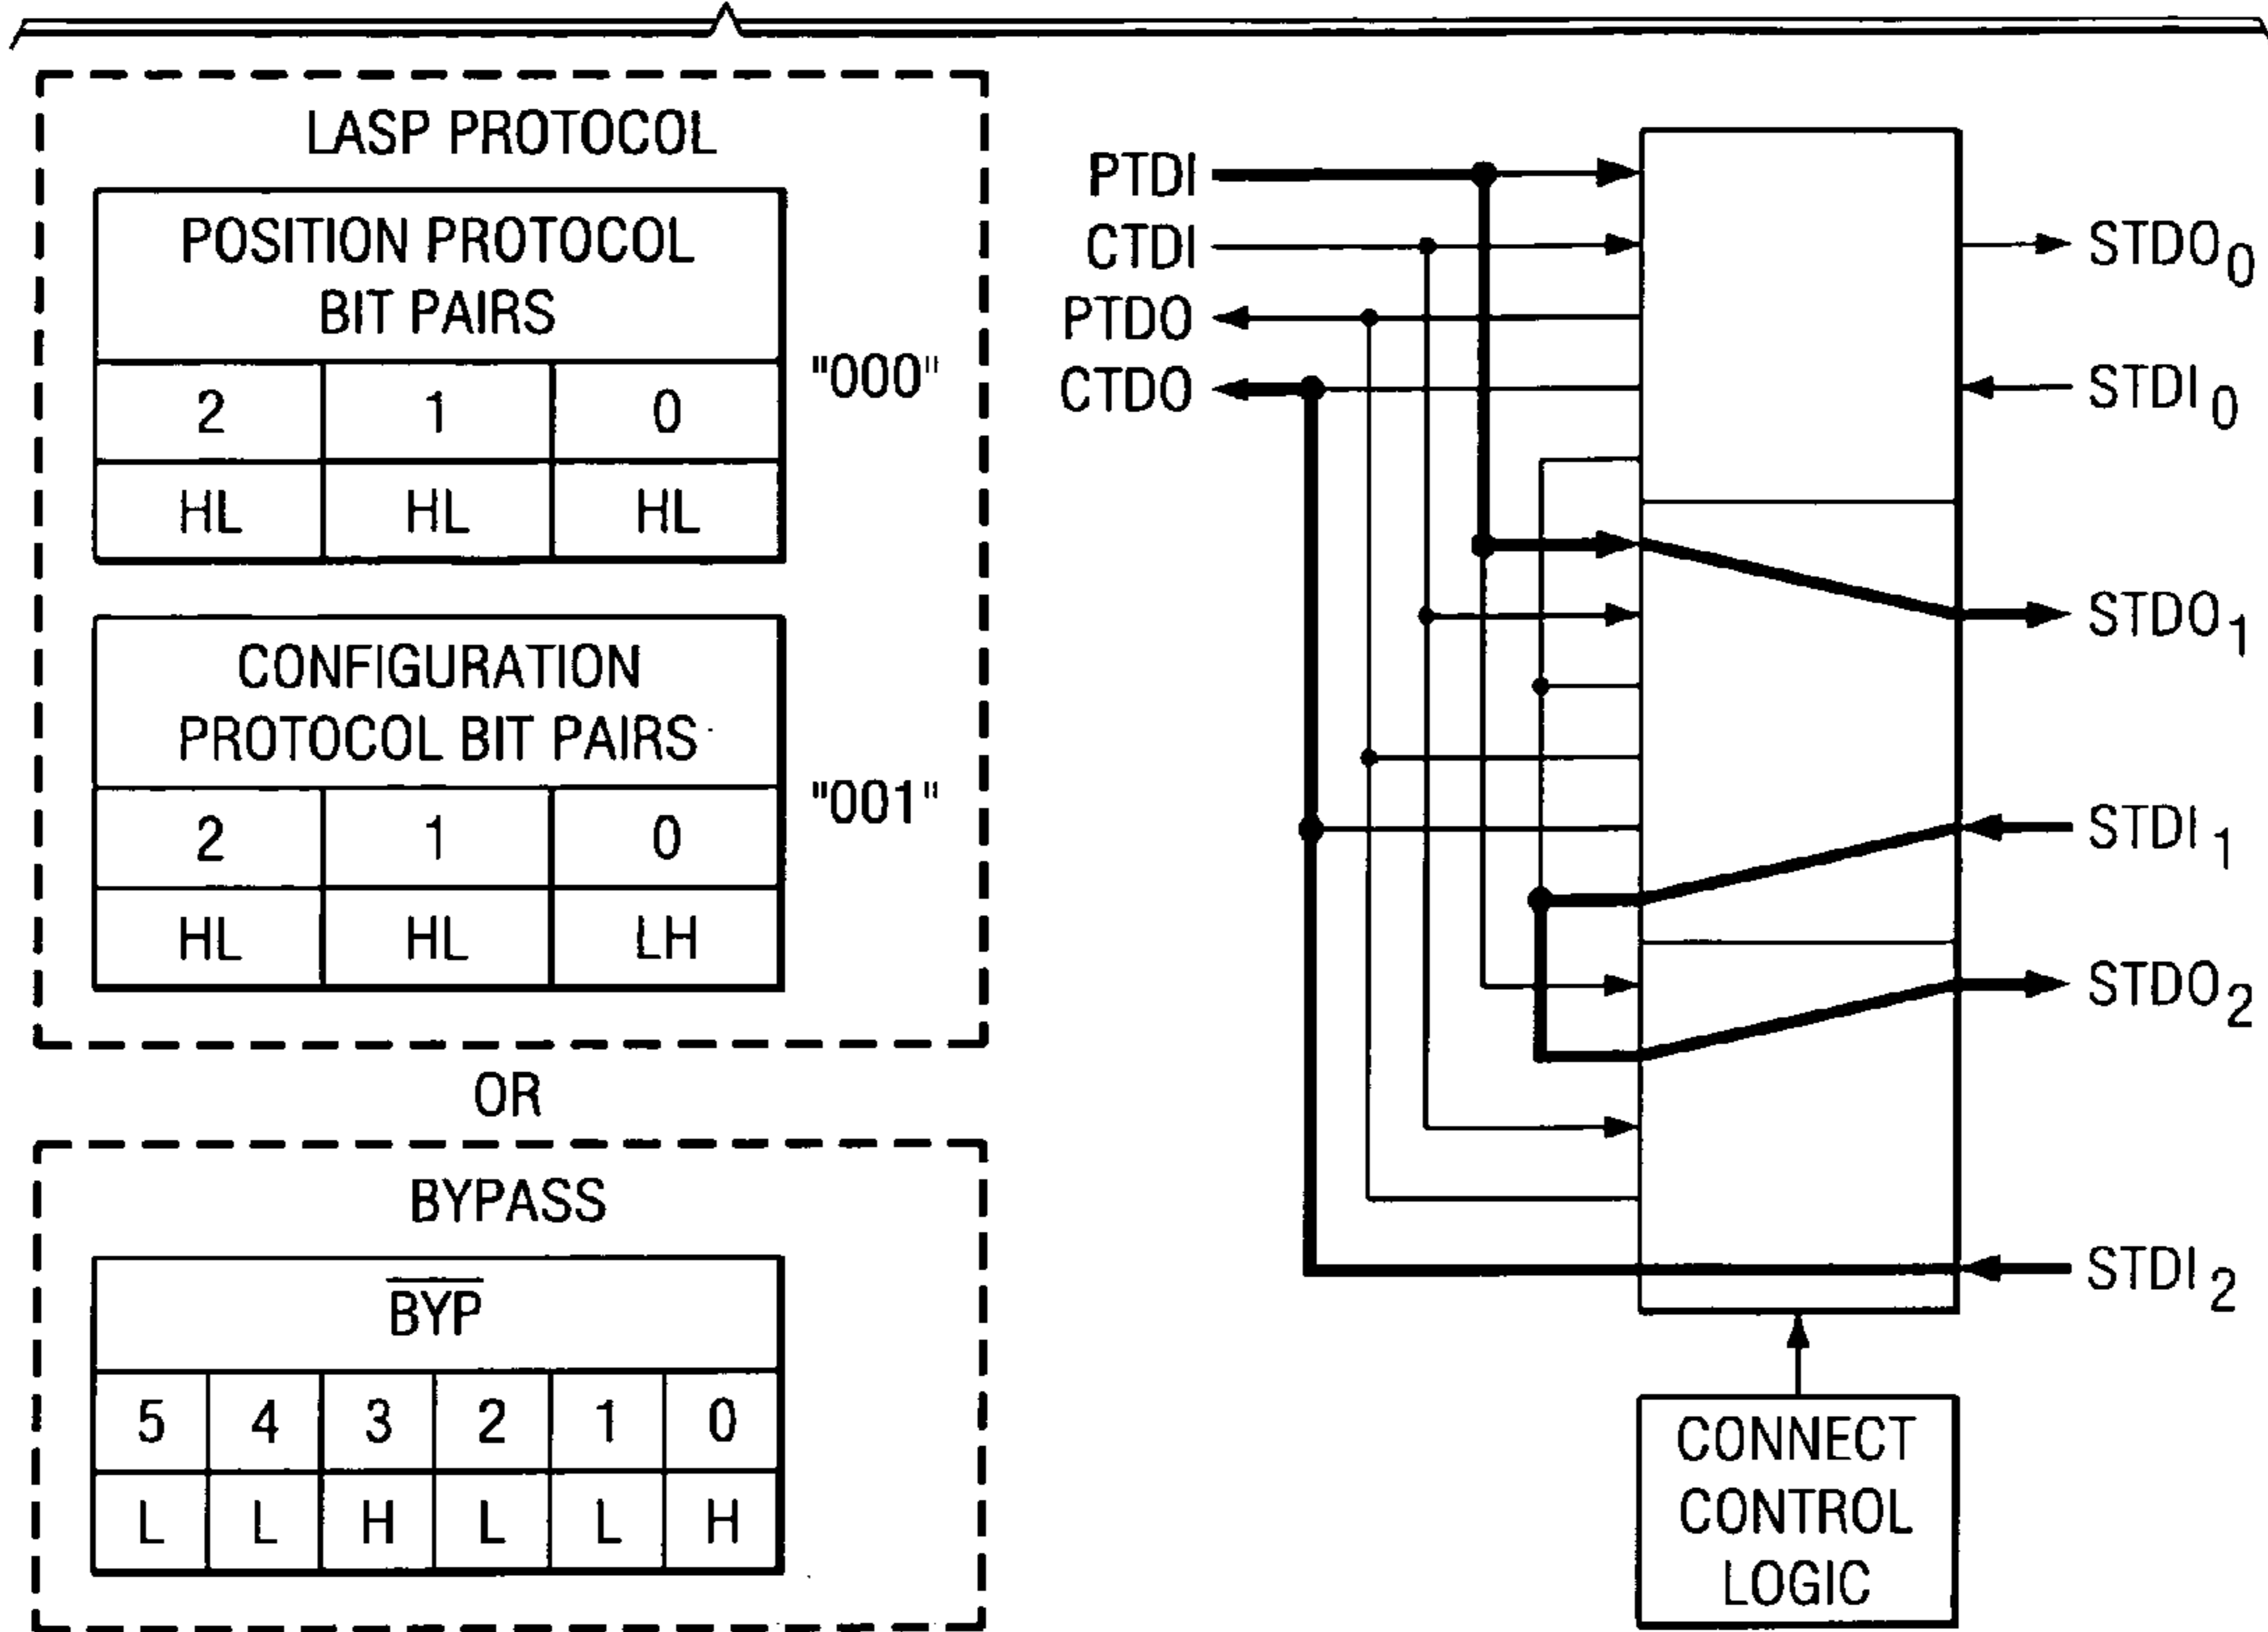 LASP PROTOCOL
POSITION PROTOCOL
BIT PAIRS
2 1 0
HL HL HL
"000"
CONFIGURATION
PROTOCOL BIT PAIRS
2 1 0
HL HL LH
"001"
OR
BYPASS
B̅Y̅P̅
5 4 3 2 1 0
L L H L L H
PTDI
CTDI
PTDO
CTDO
STDO₀
STDI₀
STDO₁
STDI₁
STDO₂
STDI₂
CONNECT
CONTROL
LOGIC